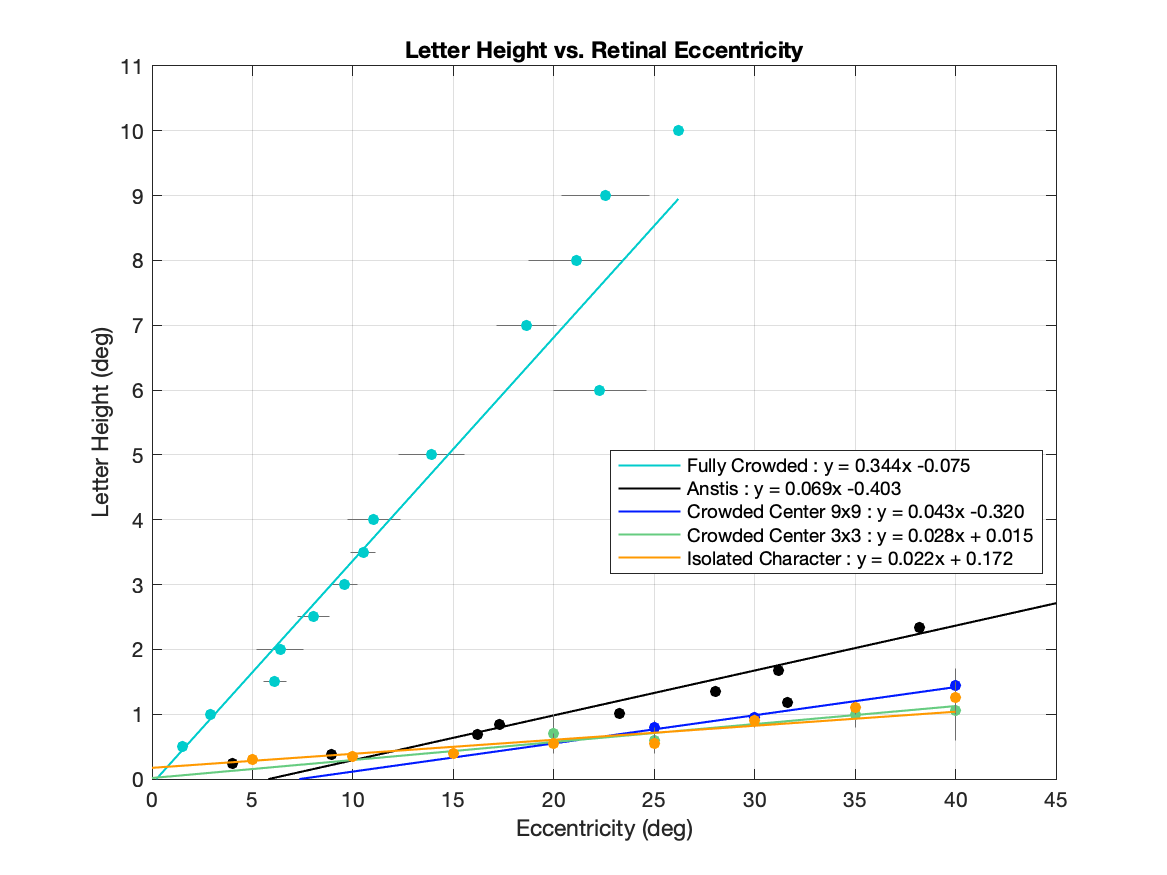 Letter Height vs. Retinal Eccentricity
11
10
9
8
7
6
5
4
3
2
1
0
Letter Height (deg)
Fully Crowded : y = 0.344x -0.075
Anstis : y = 0.069x -0.403
Crowded Center 9x9 : y = 0.043x -0.320
Crowded Center 3x3 : y = 0.028x + 0.015
Isolated Character : y = 0.022x + 0.172
0 5 10 15 20 25 30 35 40 45
Eccentricity (deg)